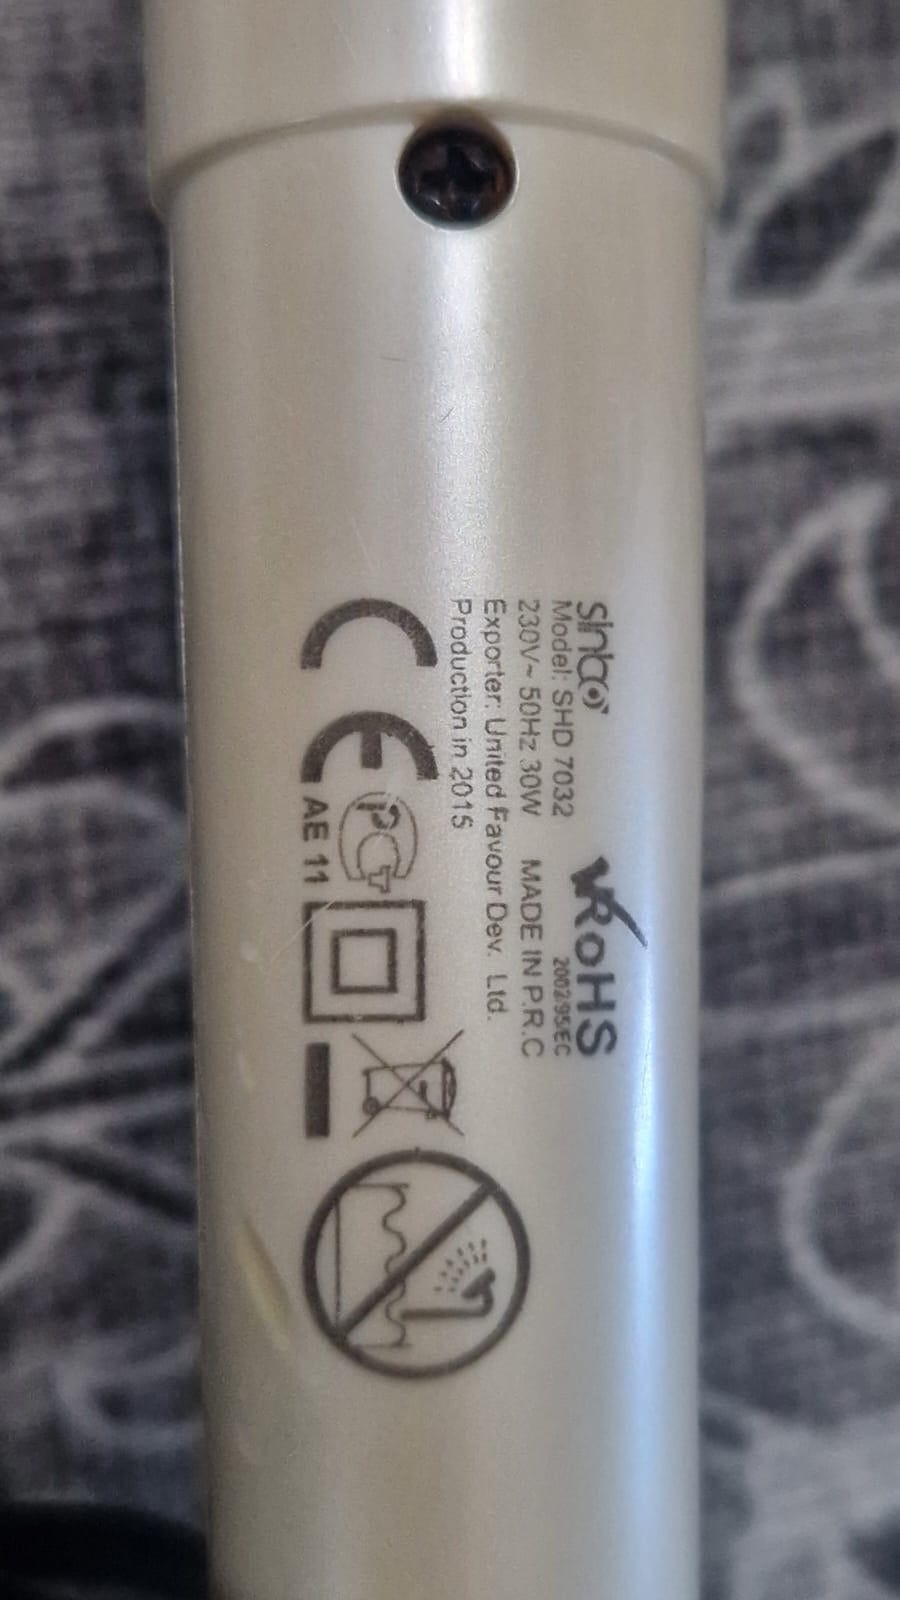 Sinbo
RoHS
2002/95/EC
Model: SHD 7032
230V~ 50Hz 30W MADE IN P.R.C
Exporter: United Favour Dev. Ltd.
Production in 2015
CE
PCT
AE 11